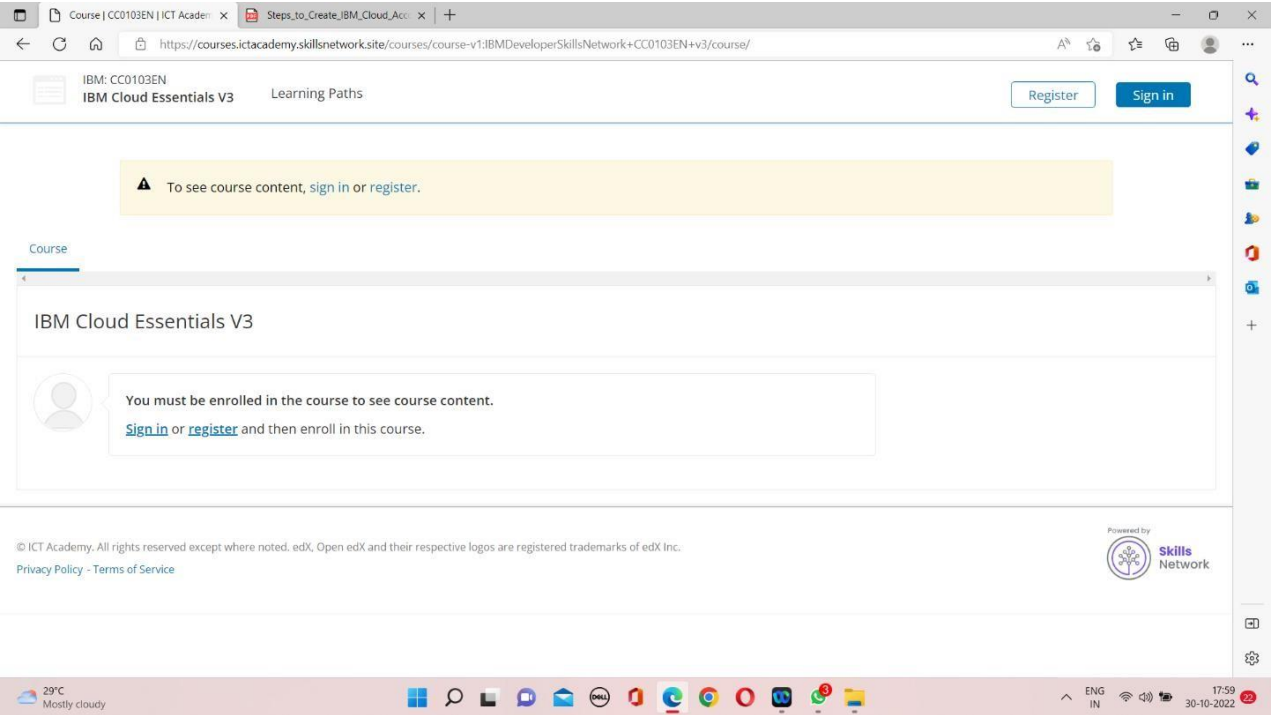 Course | CC0103EN | ICT Academ
Steps_to_Create_IBM_Cloud_Acc
https://courses.ictacademy.skillsnetwork.site/courses/course-v1:IBMDeveloperSkillsNetwork+CC0103EN+v3/course/
IBM: CC0103EN
IBM Cloud Essentials V3
Learning Paths
Register
Sign in
To see course content, sign in or register.
Course
IBM Cloud Essentials V3
You must be enrolled in the course to see course content.
Sign in or register and then enroll in this course.
Powered by
Skills
Network
© ICT Academy. All rights reserved except where noted. edX, Open edX and their respective logos are registered trademarks of edX Inc.
Privacy Policy - Terms of Service
29°C
Mostly cloudy
DELL
3
ENG
IN
17:59
30-10-2022
22